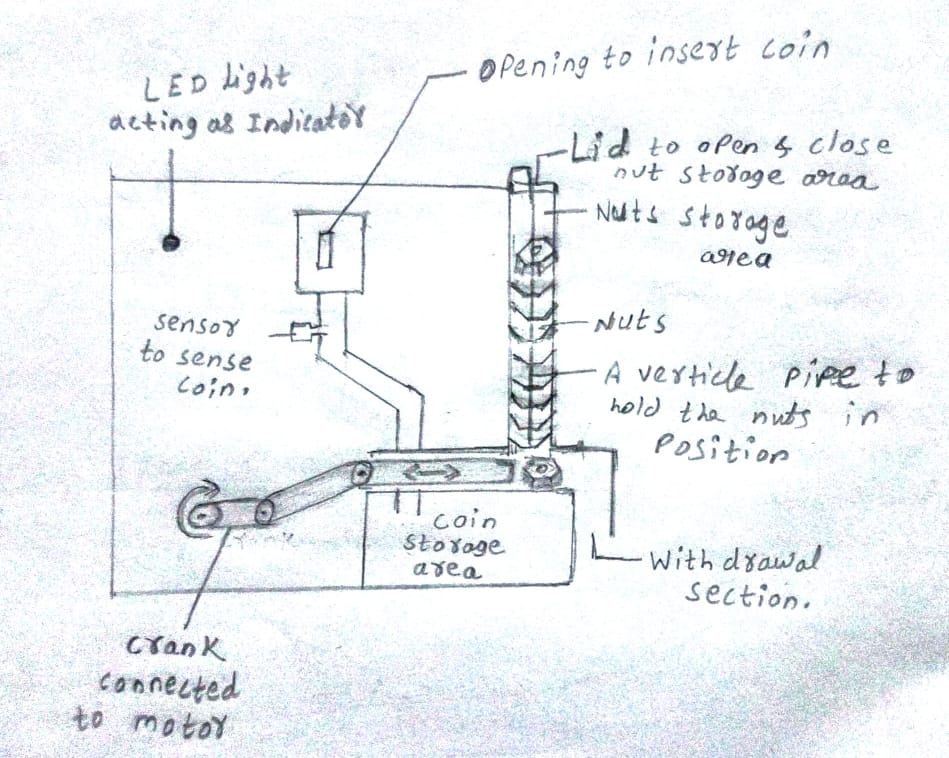 LED Light
acting as Indicator
Opening to insert coin
Lid to open & close
nut storage area
Nuts storage
area
Nuts
sensor
to sense
Coin.
A verticle pipe to
hold the nuts in
Position
coin
storage
area
Withdrawal
section.
crank
connected
to motor